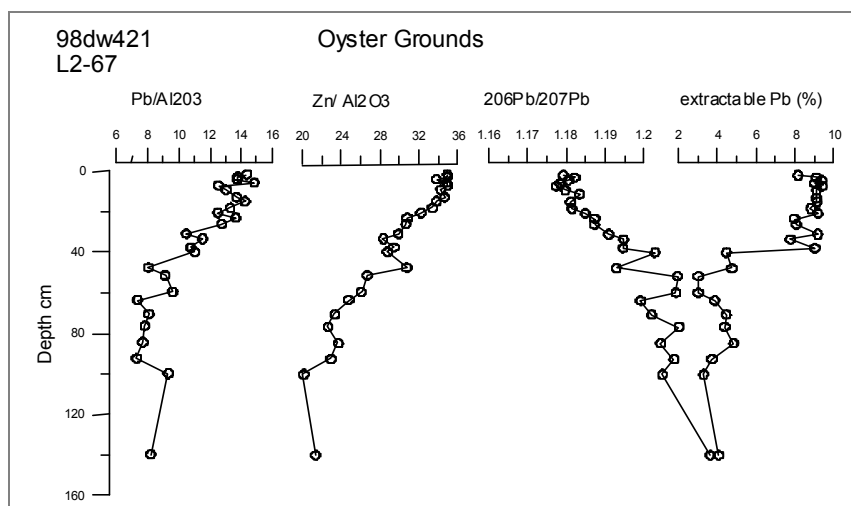 98dw421 Oyster Grounds
L2-67
Pb/Al203 Zn/ Al2O3 206Pb/207Pb extractable Pb (%)
6 8 10 12 14 16 20 24 28 32 36 1.16 1.17 1.18 1.19 1.2 2 4 6 8 10
0
40
80
120
160
Depth cm